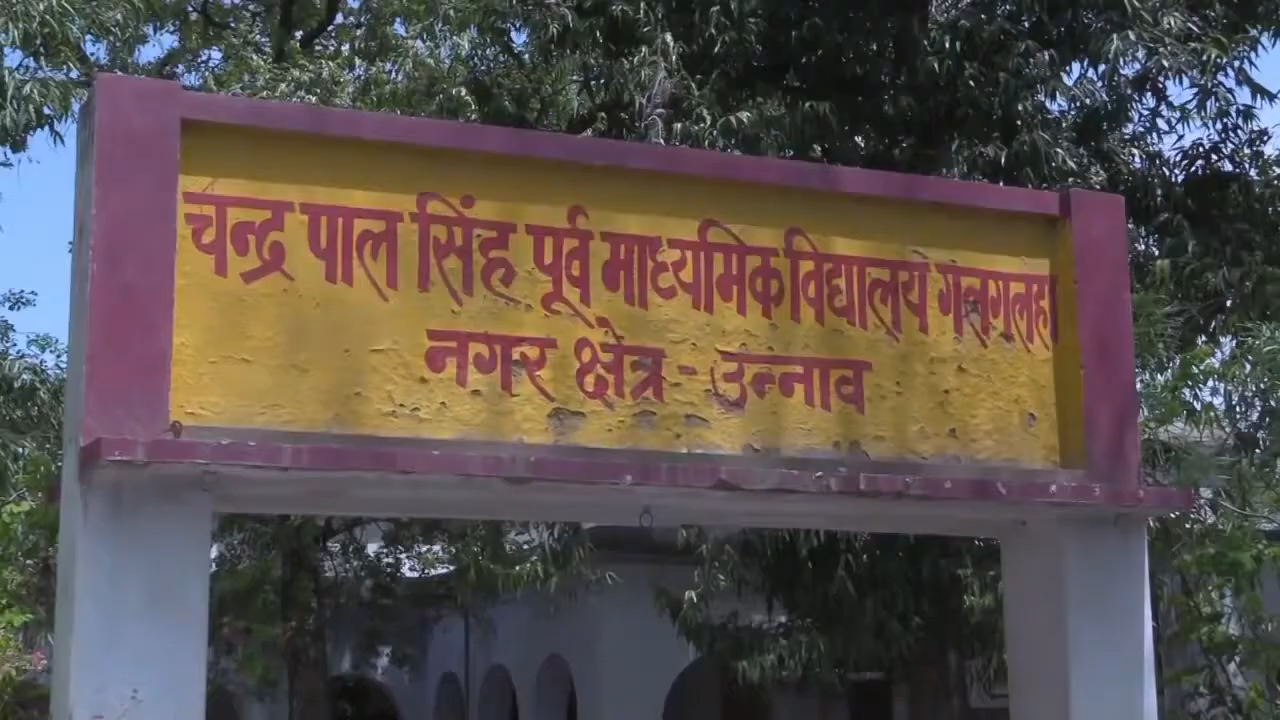 चन्द्र पाल सिंह पूर्व माध्यमिक विद्यालय गलगलहा
नगर क्षेत्र - उन्नाव